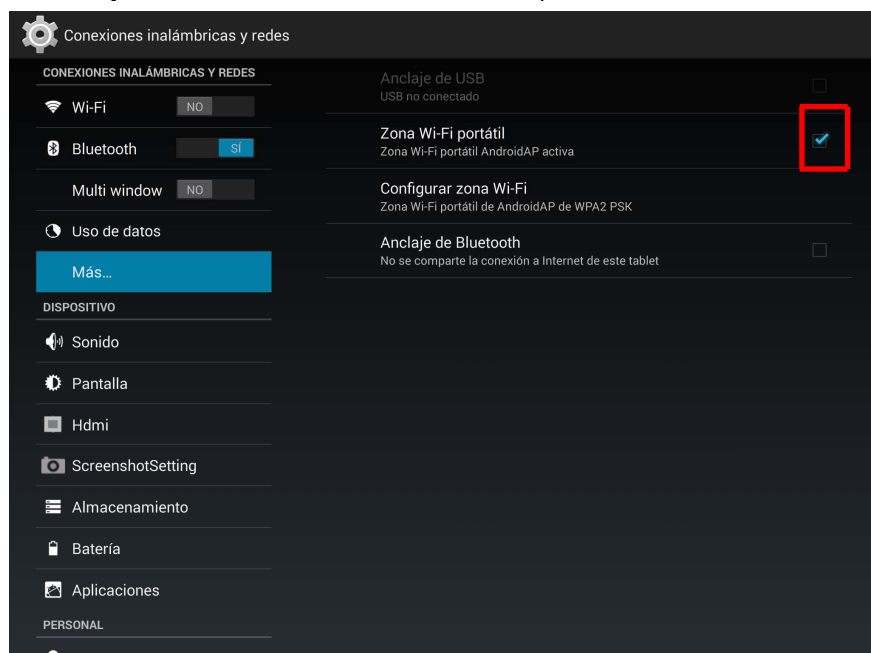 Conexiones inalámbricas y redes
CONEXIONES INALÁMBRICAS Y REDES
Wi-Fi NO
Bluetooth SÍ
Multi window NO
Uso de datos
Más...
DISPOSITIVO
Sonido
Pantalla
Hdmi
ScreenshotSetting
Almacenamiento
Batería
Aplicaciones
PERSONAL
Anclaje de USB
USB no conectado
Zona Wi-Fi portátil
Zona Wi-Fi portátil AndroidAP activa
Configurar zona Wi-Fi
Zona Wi-Fi portátil de AndroidAP de WPA2 PSK
Anclaje de Bluetooth
No se comparte la conexión a Internet de este tablet